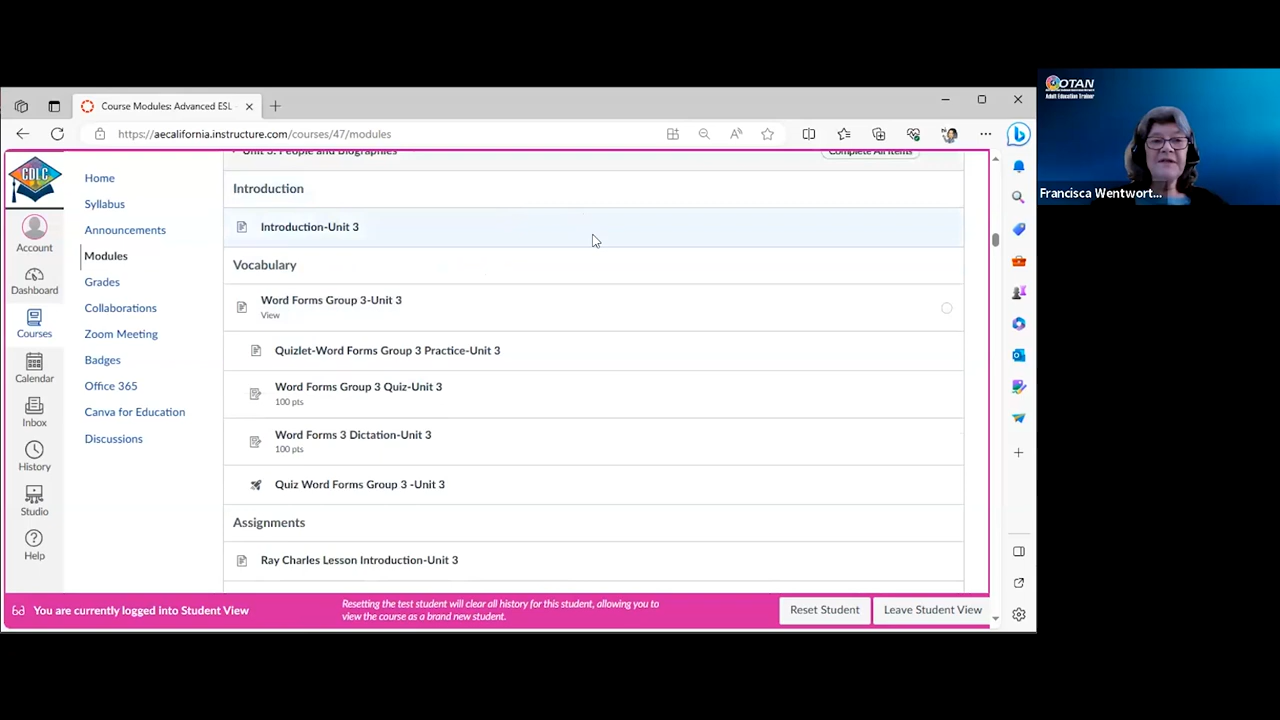 Course Modules: Advanced ESL
https://aecalifornia.instructure.com/courses/47/modules
CDLC
Account
Dashboard
Courses
Calendar
Inbox
History
Studio
Help
Home
Syllabus
Announcements
Modules
Grades
Collaborations
Zoom Meeting
Badges
Office 365
Canva for Education
Discussions
Unit 3: People and Biographies
Complete All Items
Introduction
Introduction-Unit 3
Vocabulary
Word Forms Group 3-Unit 3
View
Quizlet-Word Forms Group 3 Practice-Unit 3
Word Forms Group 3 Quiz-Unit 3
100 pts
Word Forms 3 Dictation-Unit 3
100 pts
Quiz Word Forms Group 3 -Unit 3
Assignments
Ray Charles Lesson Introduction-Unit 3
You are currently logged into Student View
Resetting the test student will clear all history for this student, allowing you to
view the course as a brand new student.
Reset Student
Leave Student View
OTAN
Adult Education Trainer
Francisca Wentwort...